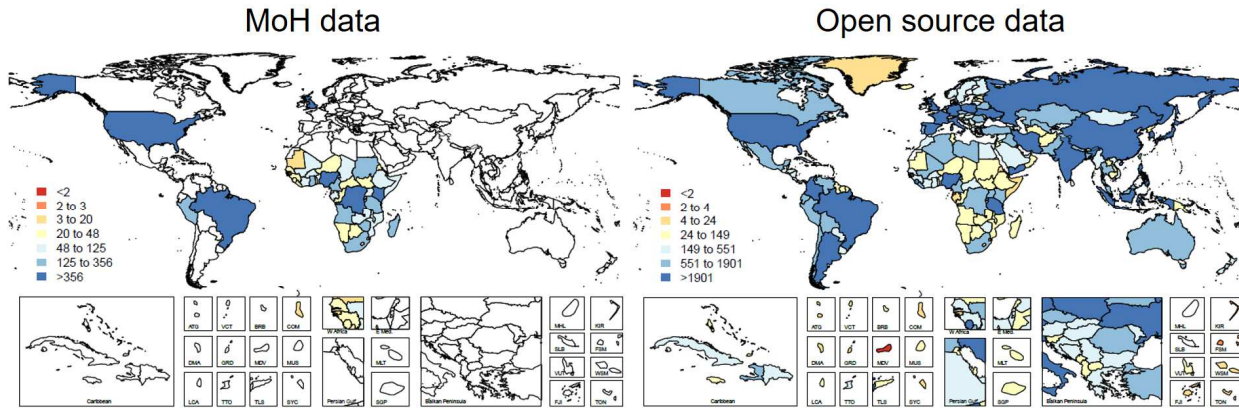 MoH data
<2
2 to 3
3 to 20
20 to 48
48 to 125
125 to 356
>356
Caribbean
ATG
VCT
BRB
COM
DMA
GRD
MDV
MUS
LCA
TTO
TLS
SYC
W Africa
E Med.
MLT
Persian Gulf
SGP
Balkan Peninsula
MHL
KIR
SLB
FSM
VUT
WSM
FJI
TON
Open source data
<2
2 to 4
4 to 24
24 to 149
149 to 551
551 to 1901
>1901
Caribbean
ATG
VCT
BRB
COM
DMA
GRD
MDV
MUS
LCA
TTO
TLS
SYC
W Africa
E Med.
MLT
Persian Gulf
SGP
Balkan Peninsula
MHL
KIR
SLB
FSM
VUT
WSM
FJI
TON